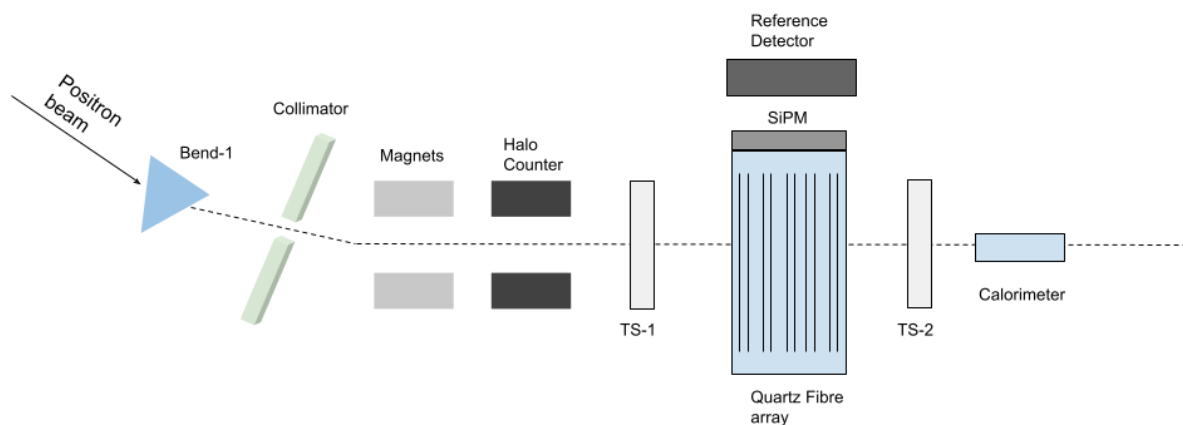 Reference
Detector
Positron
beam
Collimator
SiPM
Bend-1
Magnets
Halo
Counter
Calorimeter
TS-1
TS-2
Quartz Fibre
array